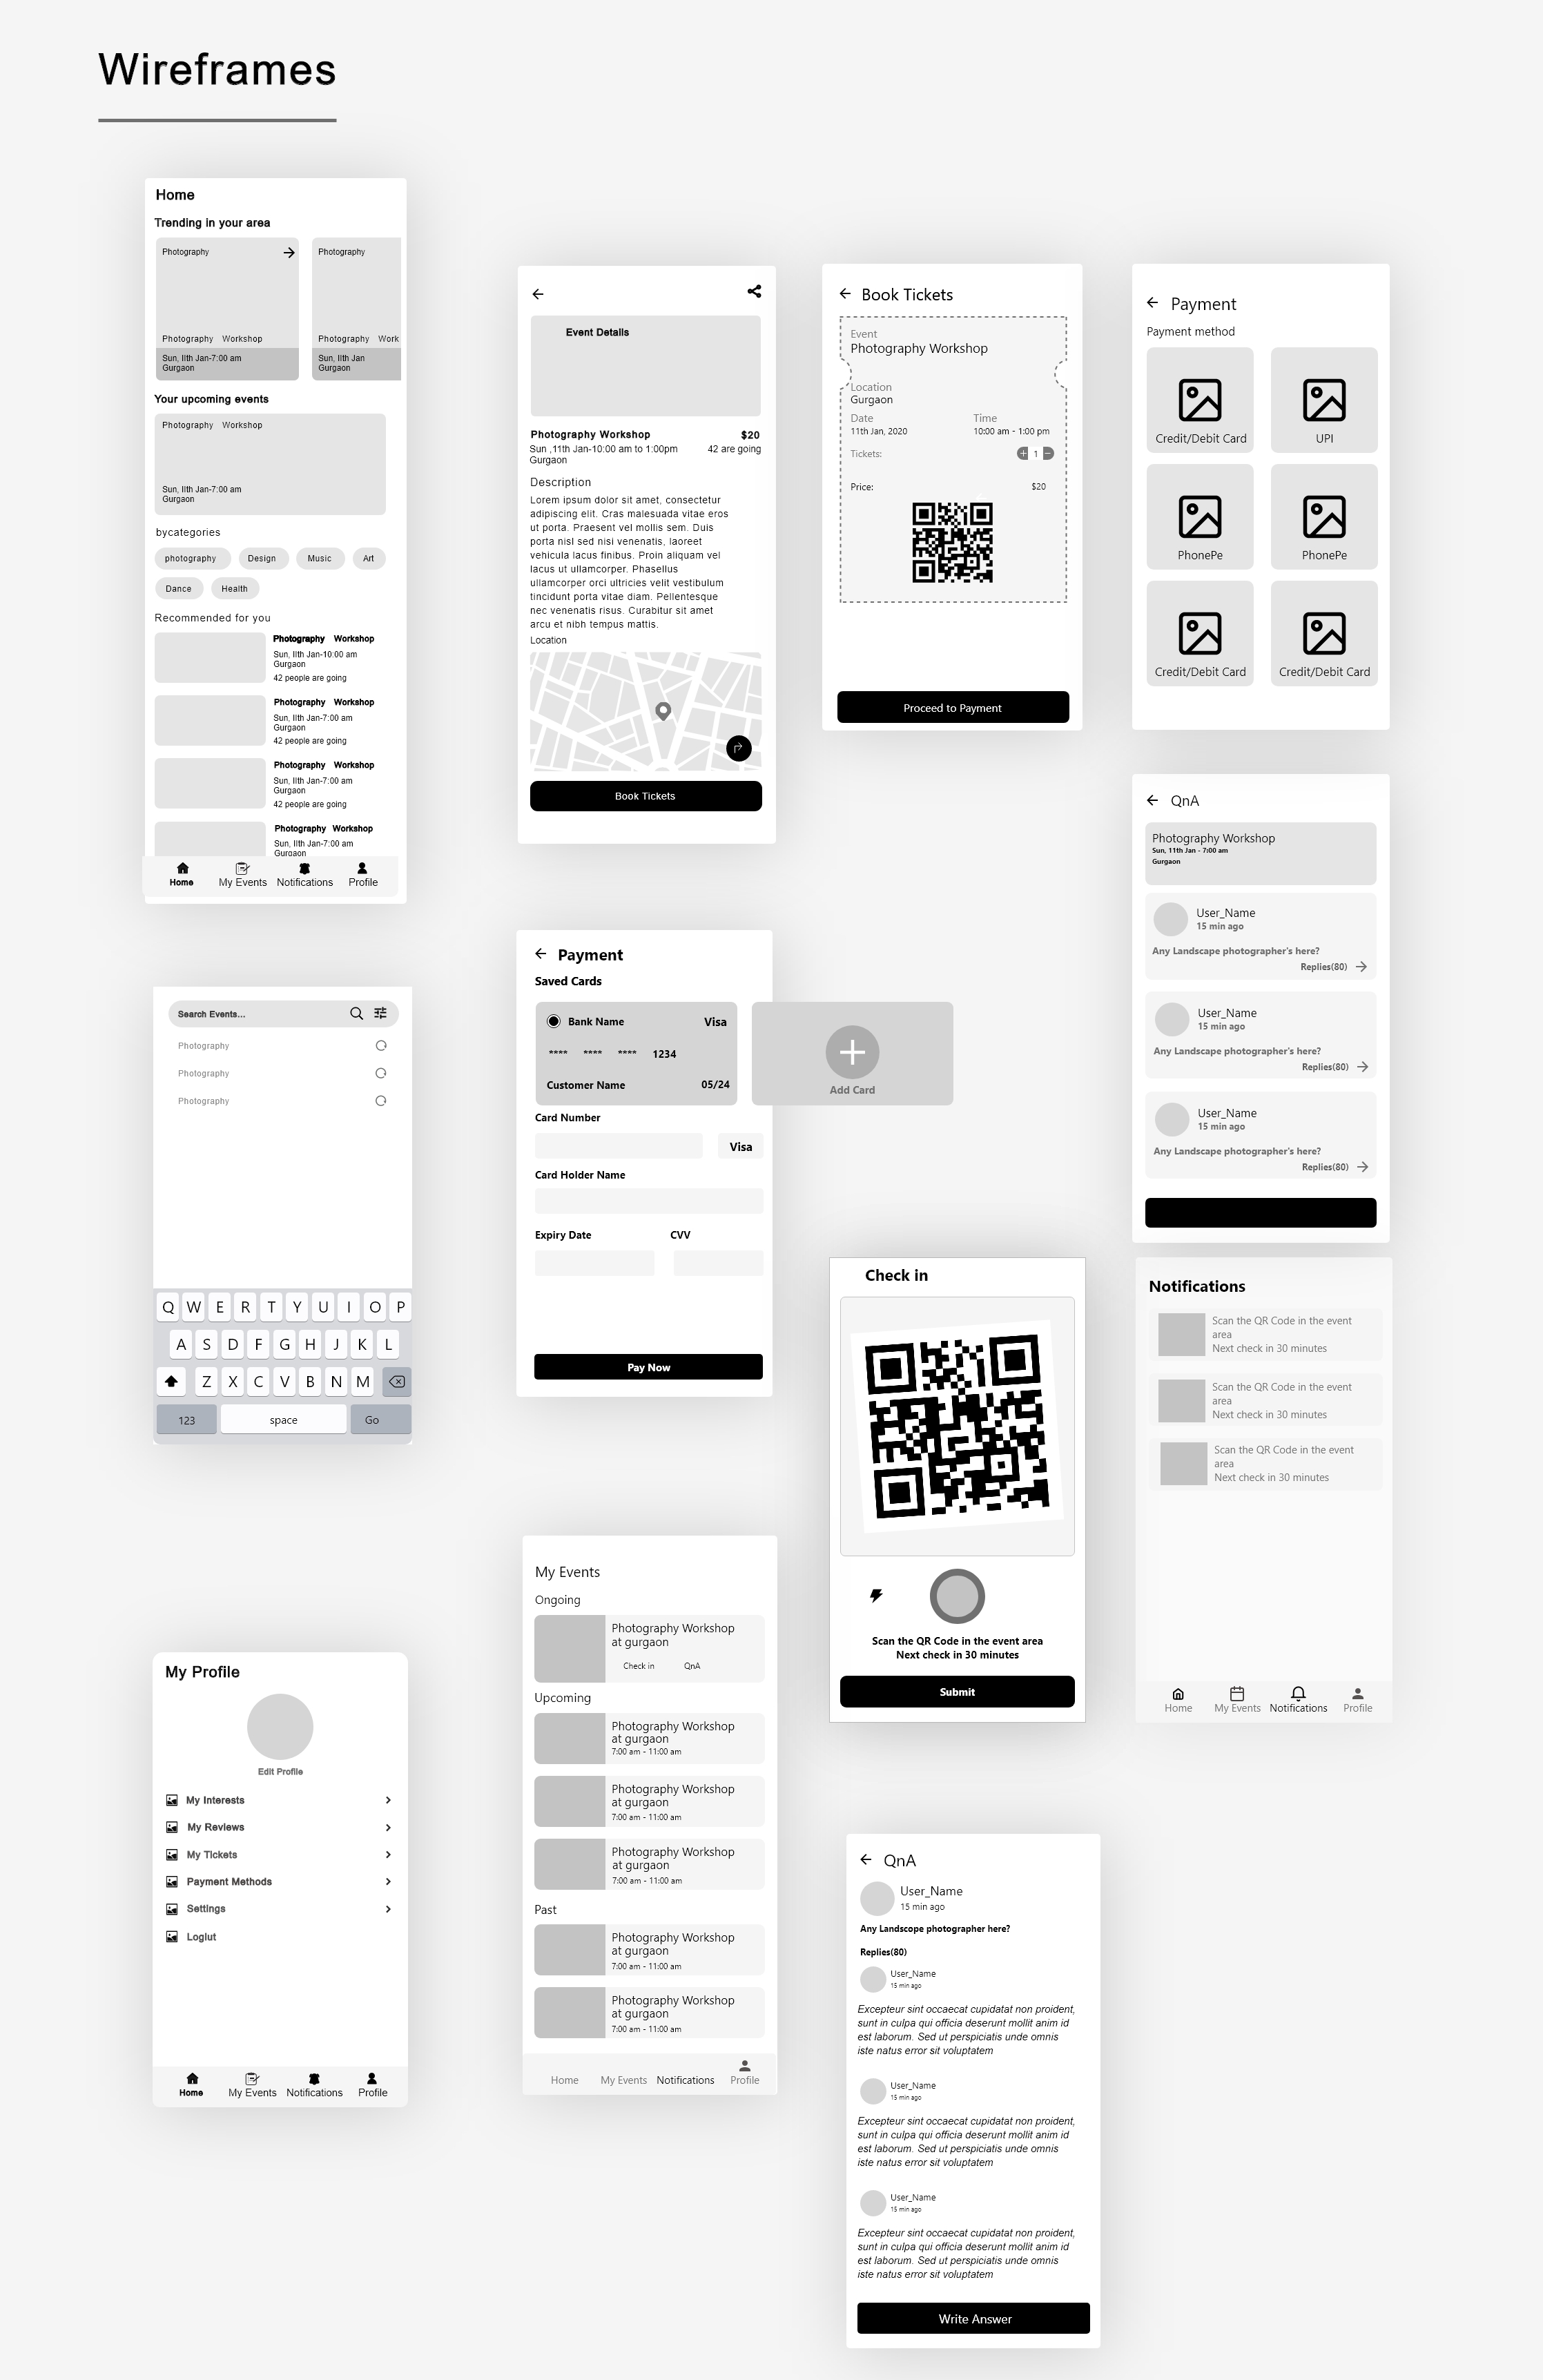 Wireframes
Home
Trending in your area
Photography
Photography Workshop
Sun, IIth Jan-7:00 am
Gurgaon
Photography
Photography Work
Sun, IIth Jan
Gurgaon
Your upcoming events
Photography Workshop
Sun, IIth Jan-7:00 am
Gurgaon
bycategories
photography Design Music Art
Dance Health
Recommended for you
Photography Workshop
Sun, IIth Jan-10:00 am
Gurgaon
42 people are going
Photography Workshop
Sun, IIth Jan-7:00 am
Gurgaon
42 people are going
Photography Workshop
Sun, IIth Jan-7:00 am
Gurgaon
42 people are going
Photography Workshop
Sun, IIth Jan-7:00 am
Gurgaon
Home My Events Notifications Profile
Event Details
Photography Workshop $20
Sun ,11th Jan-10:00 am to 1:00pm 42 are going
Gurgaon
Description
Lorem ipsum dolor sit amet, consectetur
adipiscing elit. Cras malesuada vitae eros
ut porta. Praesent vel mollis sem. Duis
porta nisl sed nisi venenatis, laoreet
vehicula lacus finibus. Proin aliquam vel
lacus ut ullamcorper. Phasellus
ullamcorper orci ultricies velit vestibulum
tincidunt porta vitae diam. Pellentesque
nec venenatis risus. Curabitur sit amet
arcu et nibh tempus mattis.
Location
Book Tickets
Book Tickets
Event
Photography Workshop
Location
Gurgaon
Date Time
11th Jan, 2020 10:00 am - 1:00 pm
Tickets: + 1 −
Price: $20
Proceed to Payment
Payment
Payment method
Credit/Debit Card UPI
PhonePe PhonePe
Credit/Debit Card Credit/Debit Card
QnA
Photography Workshop
Sun, 11th Jan - 7:00 am
Gurgaon
User_Name
15 min ago
Any Landscape photographer's here?
Replies(80)
User_Name
15 min ago
Any Landscape photographer's here?
Replies(80)
User_Name
15 min ago
Any Landscape photographer's here?
Replies(80)
Search Events...
Photography
Photography
Photography
Q W E R T Y U I O P
A S D F G H J K L
Z X C V B N M
123 space Go
Payment
Saved Cards
Bank Name Visa
**** **** **** 1234
Customer Name 05/24
Add Card
Card Number
Visa
Card Holder Name
Expiry Date CVV
Pay Now
Check in
Scan the QR Code in the event area
Next check in 30 minutes
Submit
Notifications
Scan the QR Code in the event
area
Next check in 30 minutes
Scan the QR Code in the event
area
Next check in 30 minutes
Scan the QR Code in the event
area
Next check in 30 minutes
Home My Events Notifications Profile
My Profile
Edit Profile
My Interests
My Reviews
My Tickets
Payment Methods
Settings
Logiut
Home My Events Notifications Profile
My Events
Ongoing
Photography Workshop
at gurgaon
Check in QnA
Upcoming
Photography Workshop
at gurgaon
7:00 am - 11:00 am
Photography Workshop
at gurgaon
7:00 am - 11:00 am
Photography Workshop
at gurgaon
7:00 am - 11:00 am
Past
Photography Workshop
at gurgaon
7:00 am - 11:00 am
Photography Workshop
at gurgaon
7:00 am - 11:00 am
Home My Events Notifications Profile
QnA
User_Name
15 min ago
Any Landscope photographer here?
Replies(80)
User_Name
15 min ago
Excepteur sint occaecat cupidatat non proident,
sunt in culpa qui officia deserunt mollit anim id
est laborum. Sed ut perspiciatis unde omnis
iste natus error sit voluptatem
User_Name
15 min ago
Excepteur sint occaecat cupidatat non proident,
sunt in culpa qui officia deserunt mollit anim id
est laborum. Sed ut perspiciatis unde omnis
iste natus error sit voluptatem
User_Name
15 min ago
Excepteur sint occaecat cupidatat non proident,
sunt in culpa qui officia deserunt mollit anim id
est laborum. Sed ut perspiciatis unde omnis
iste natus error sit voluptatem
Write Answer